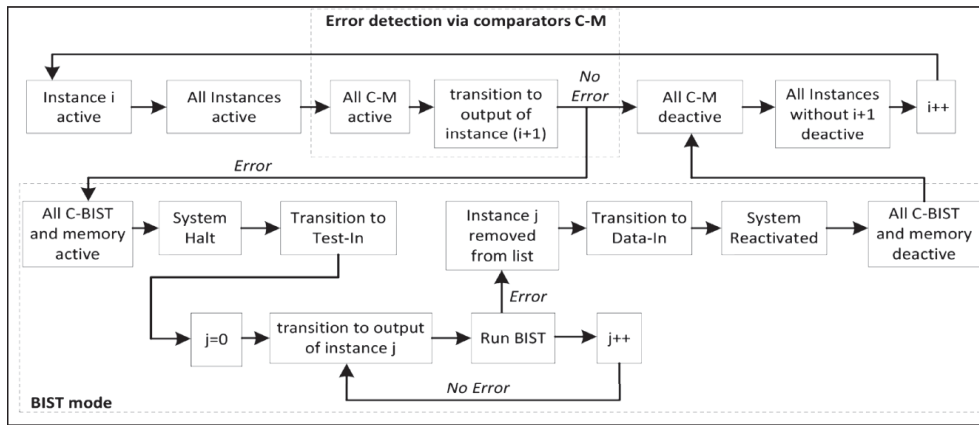 Error detection via comparators C-M
Instance i
active
All Instances
active
All C-M
active
transition to
output of
instance (i+1)
No
Error
All C-M
deactive
All Instances
without i+1
deactive
i++
Error
All C-BIST
and memory
active
System
Halt
Transition to
Test-In
Instance j
removed
from list
Transition to
Data-In
System
Reactivated
All C-BIST
and memory
deactive
Error
j=0
transition to output
of instance j
Run BIST
j++
No Error
BIST mode